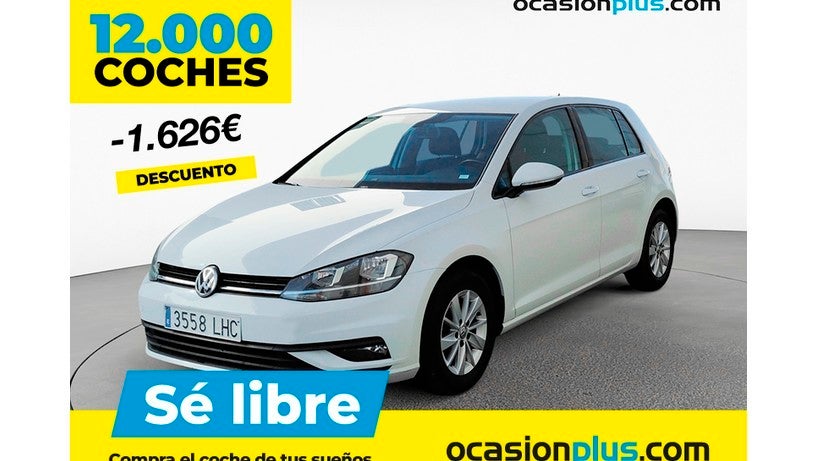 12.000
COCHES
ocasionplus.com
-1.626€
DESCUENTO
3558 LHC
Sé libre
Compra el coche de tus sueños
ocasionplus.com